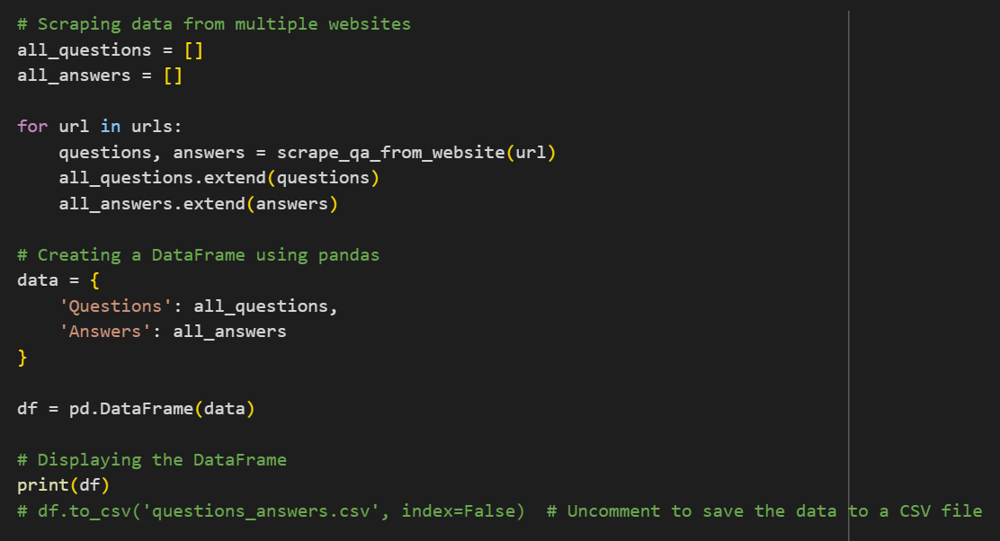 # Scraping data from multiple websites
all_questions = []
all_answers = []

for url in urls:
    questions, answers = scrape_qa_from_website(url)
    all_questions.extend(questions)
    all_answers.extend(answers)

# Creating a DataFrame using pandas
data = {
    'Questions': all_questions,
    'Answers': all_answers
}

df = pd.DataFrame(data)

# Displaying the DataFrame
print(df)
# df.to_csv('questions_answers.csv', index=False)  # Uncomment to save the data to a CSV file